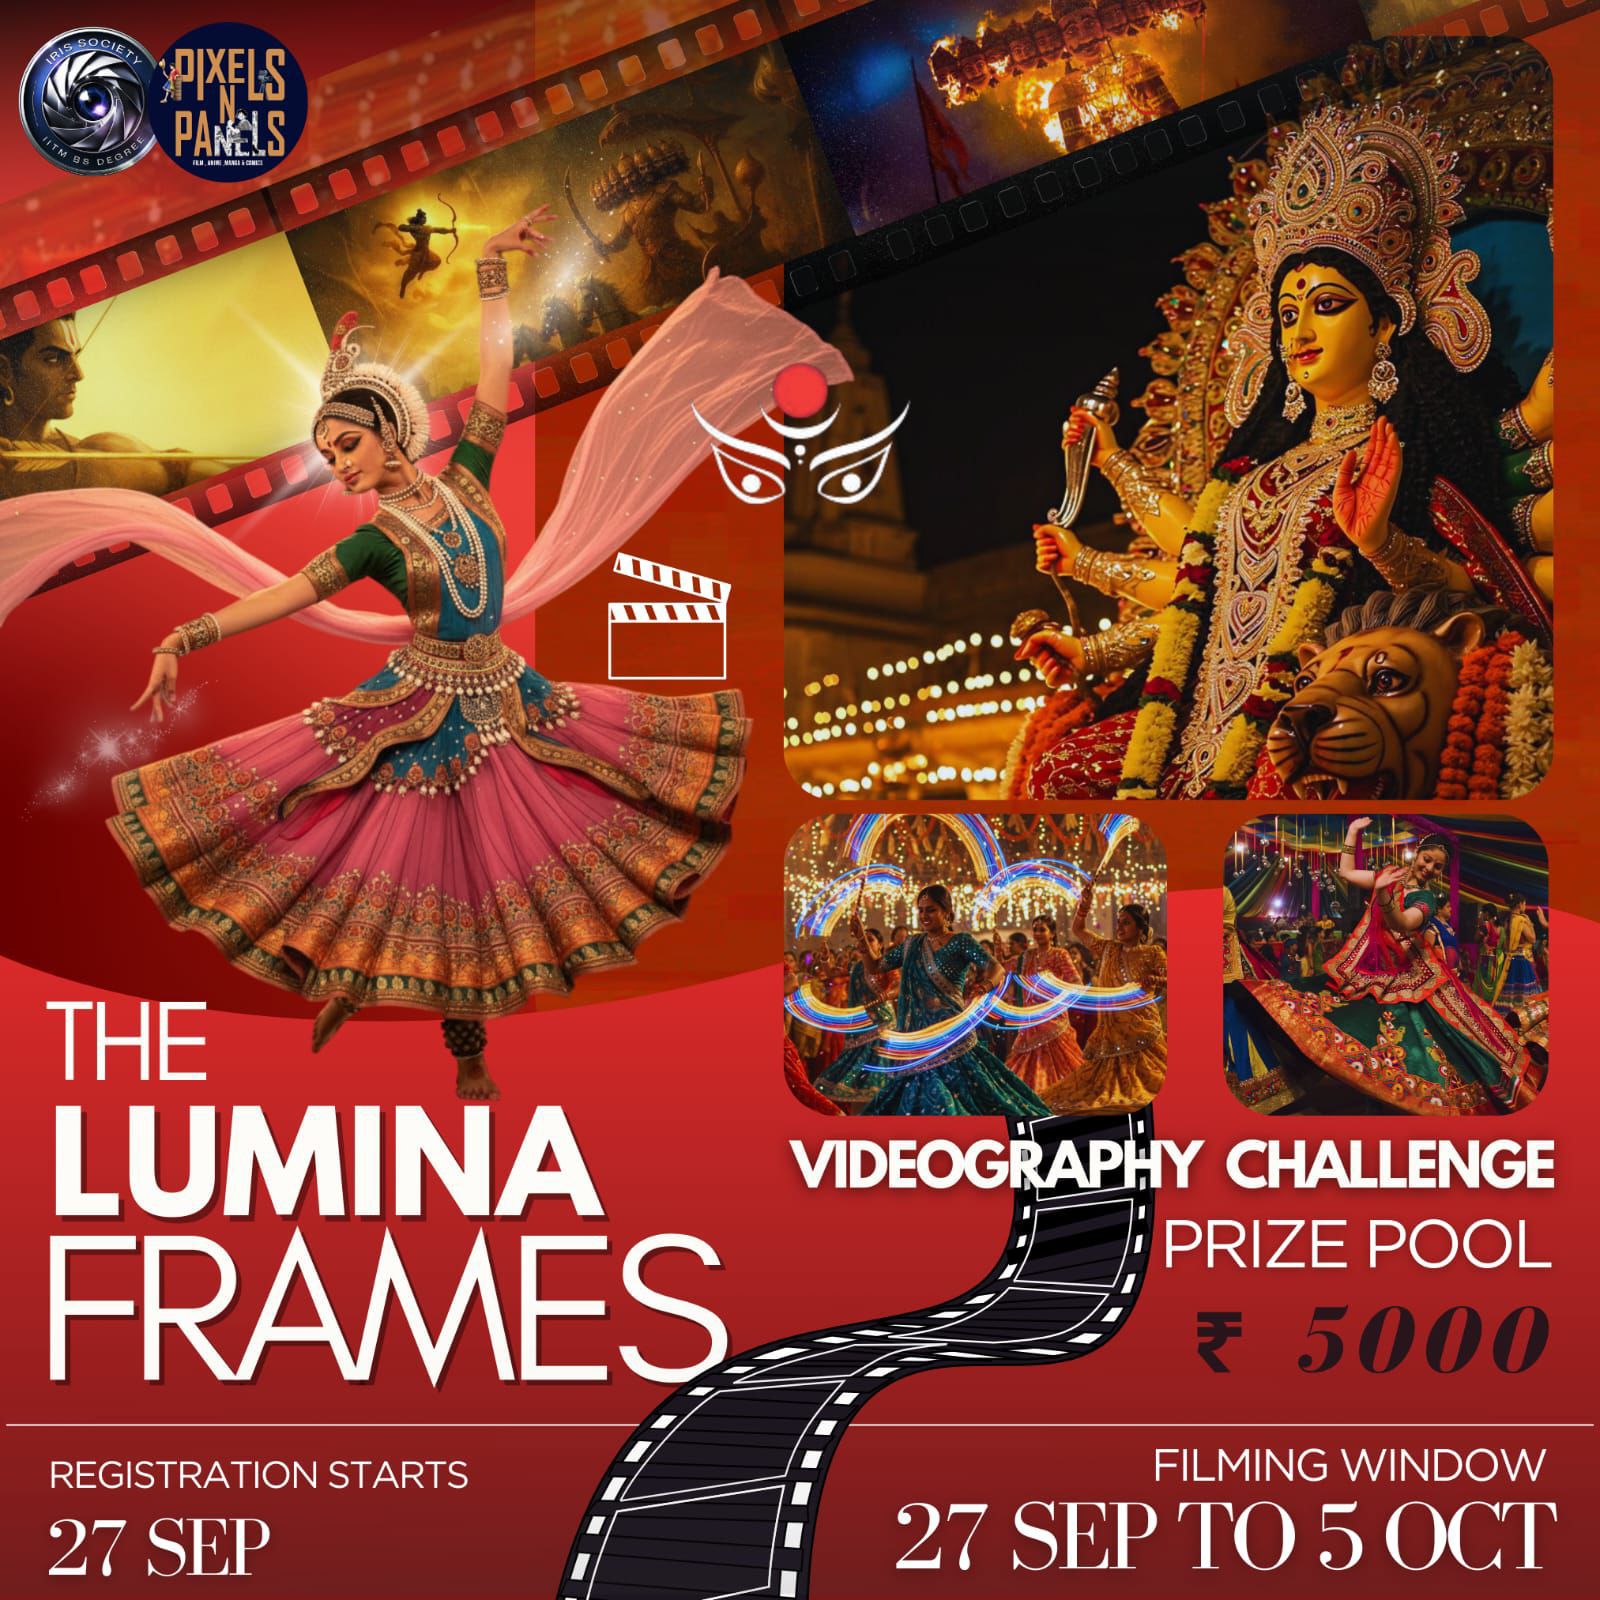 IRIS SOCIETY
IITM BS DEGREE
PIXELS
N
PANELS
FILM, ANIME, MANGA & COMICS
THE
LUMINA
FRAMES
VIDEOGRAPHY CHALLENGE
PRIZE POOL
₹ 5000
REGISTRATION STARTS
27 SEP
FILMING WINDOW
27 SEP TO 5 OCT